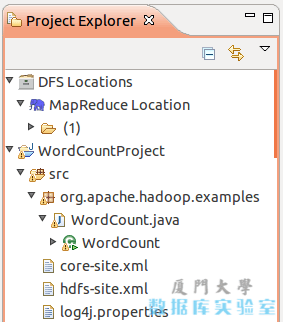 Project Explorer
DFS Locations
MapReduce Location
(1)
WordCountProject
src
org.apache.hadoop.examples
WordCount.java
WordCount
core-site.xml
hdfs-site.xml
log4j.properties
厦門大學
数据库实验室